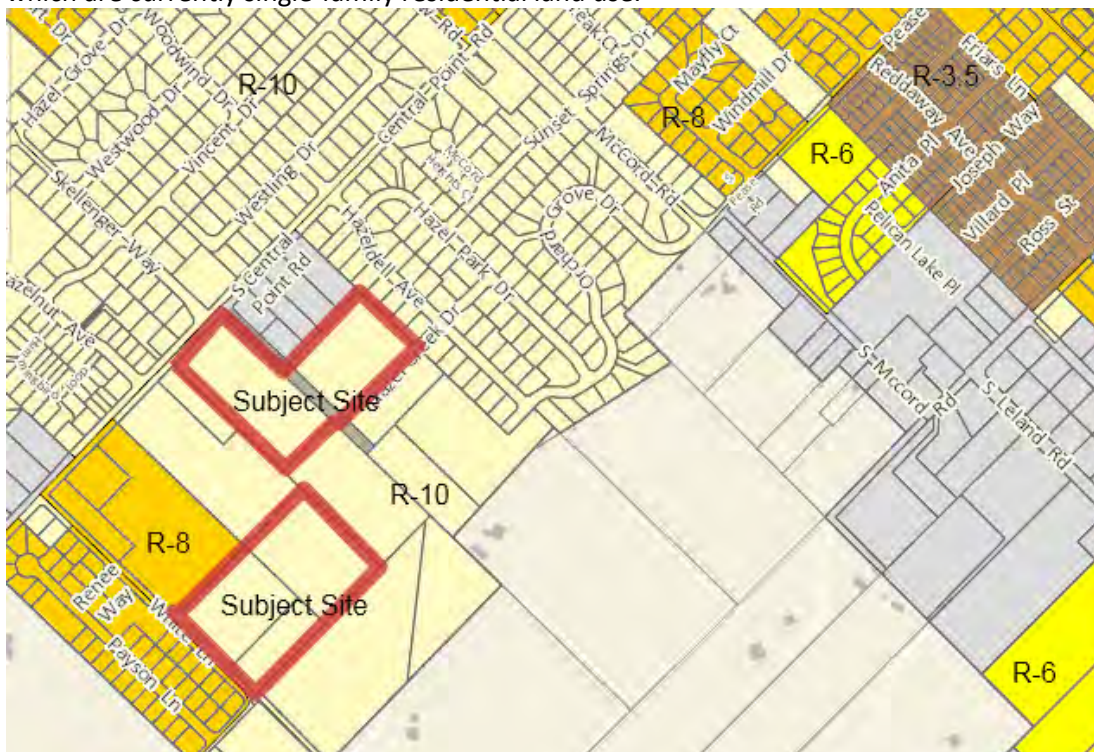 which are currently single-family residential land use.
Hazel Grove Dr
Woodwind Dr
Westwood Dr
Vincent Dr
R-10
Central Point Rd
Springs Dr
Mayfly Ct
Windmill Dr
R-8
Pease
Friars Ln
R-3.5
Reddaway Ave
Joseph Way
R-6
Anita Pl
Villard Pl
Ross St
Pelican Lake Pl
Skellenger Way
Westling Dr
Sunset
Mccord Rd
Hazel Park Dr
Grove Dr
Orchard
Hazeldell Ave
S Central
Point Rd
Subject Site
S Mccord Rd
S Leland Rd
R-10
R-8
Subject Site
Renee
Way
White Ln
Payson Ln
R-6